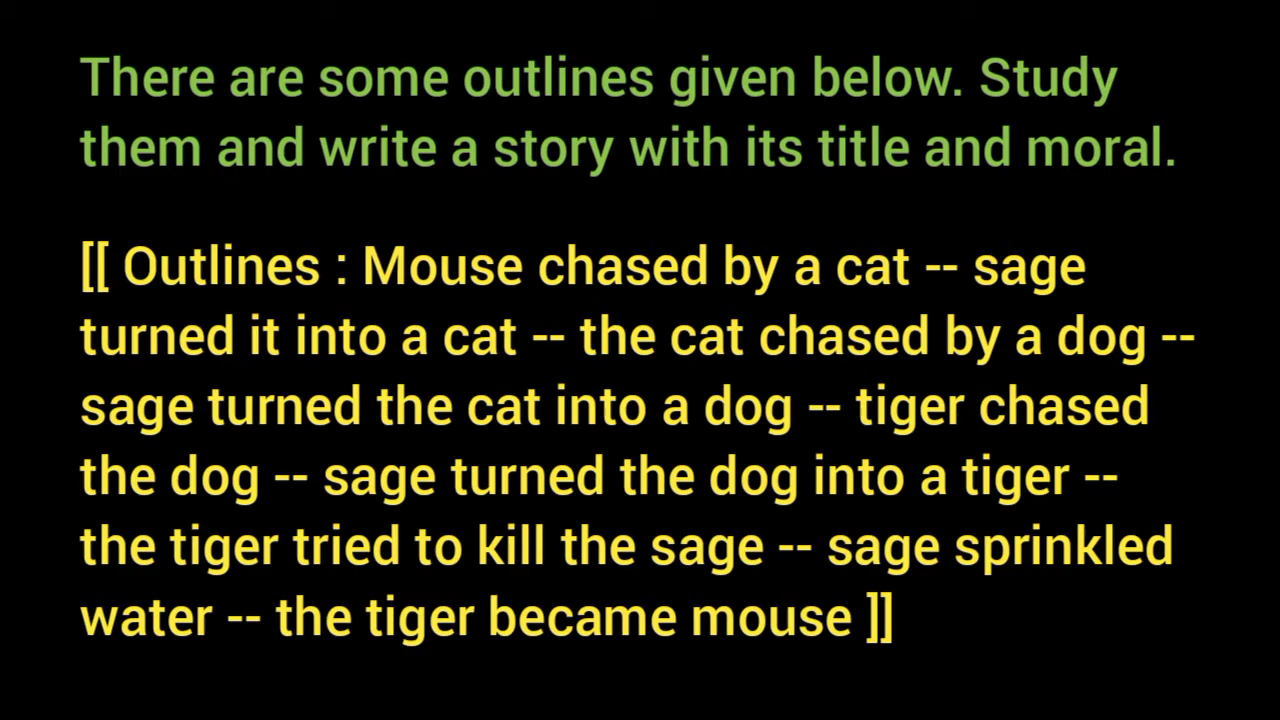 There are some outlines given below. Study
them and write a story with its title and moral.
[[ Outlines : Mouse chased by a cat -- sage
turned it into a cat -- the cat chased by a dog --
sage turned the cat into a dog -- tiger chased
the dog -- sage turned the dog into a tiger --
the tiger tried to kill the sage -- sage sprinkled
water -- the tiger became mouse ]]